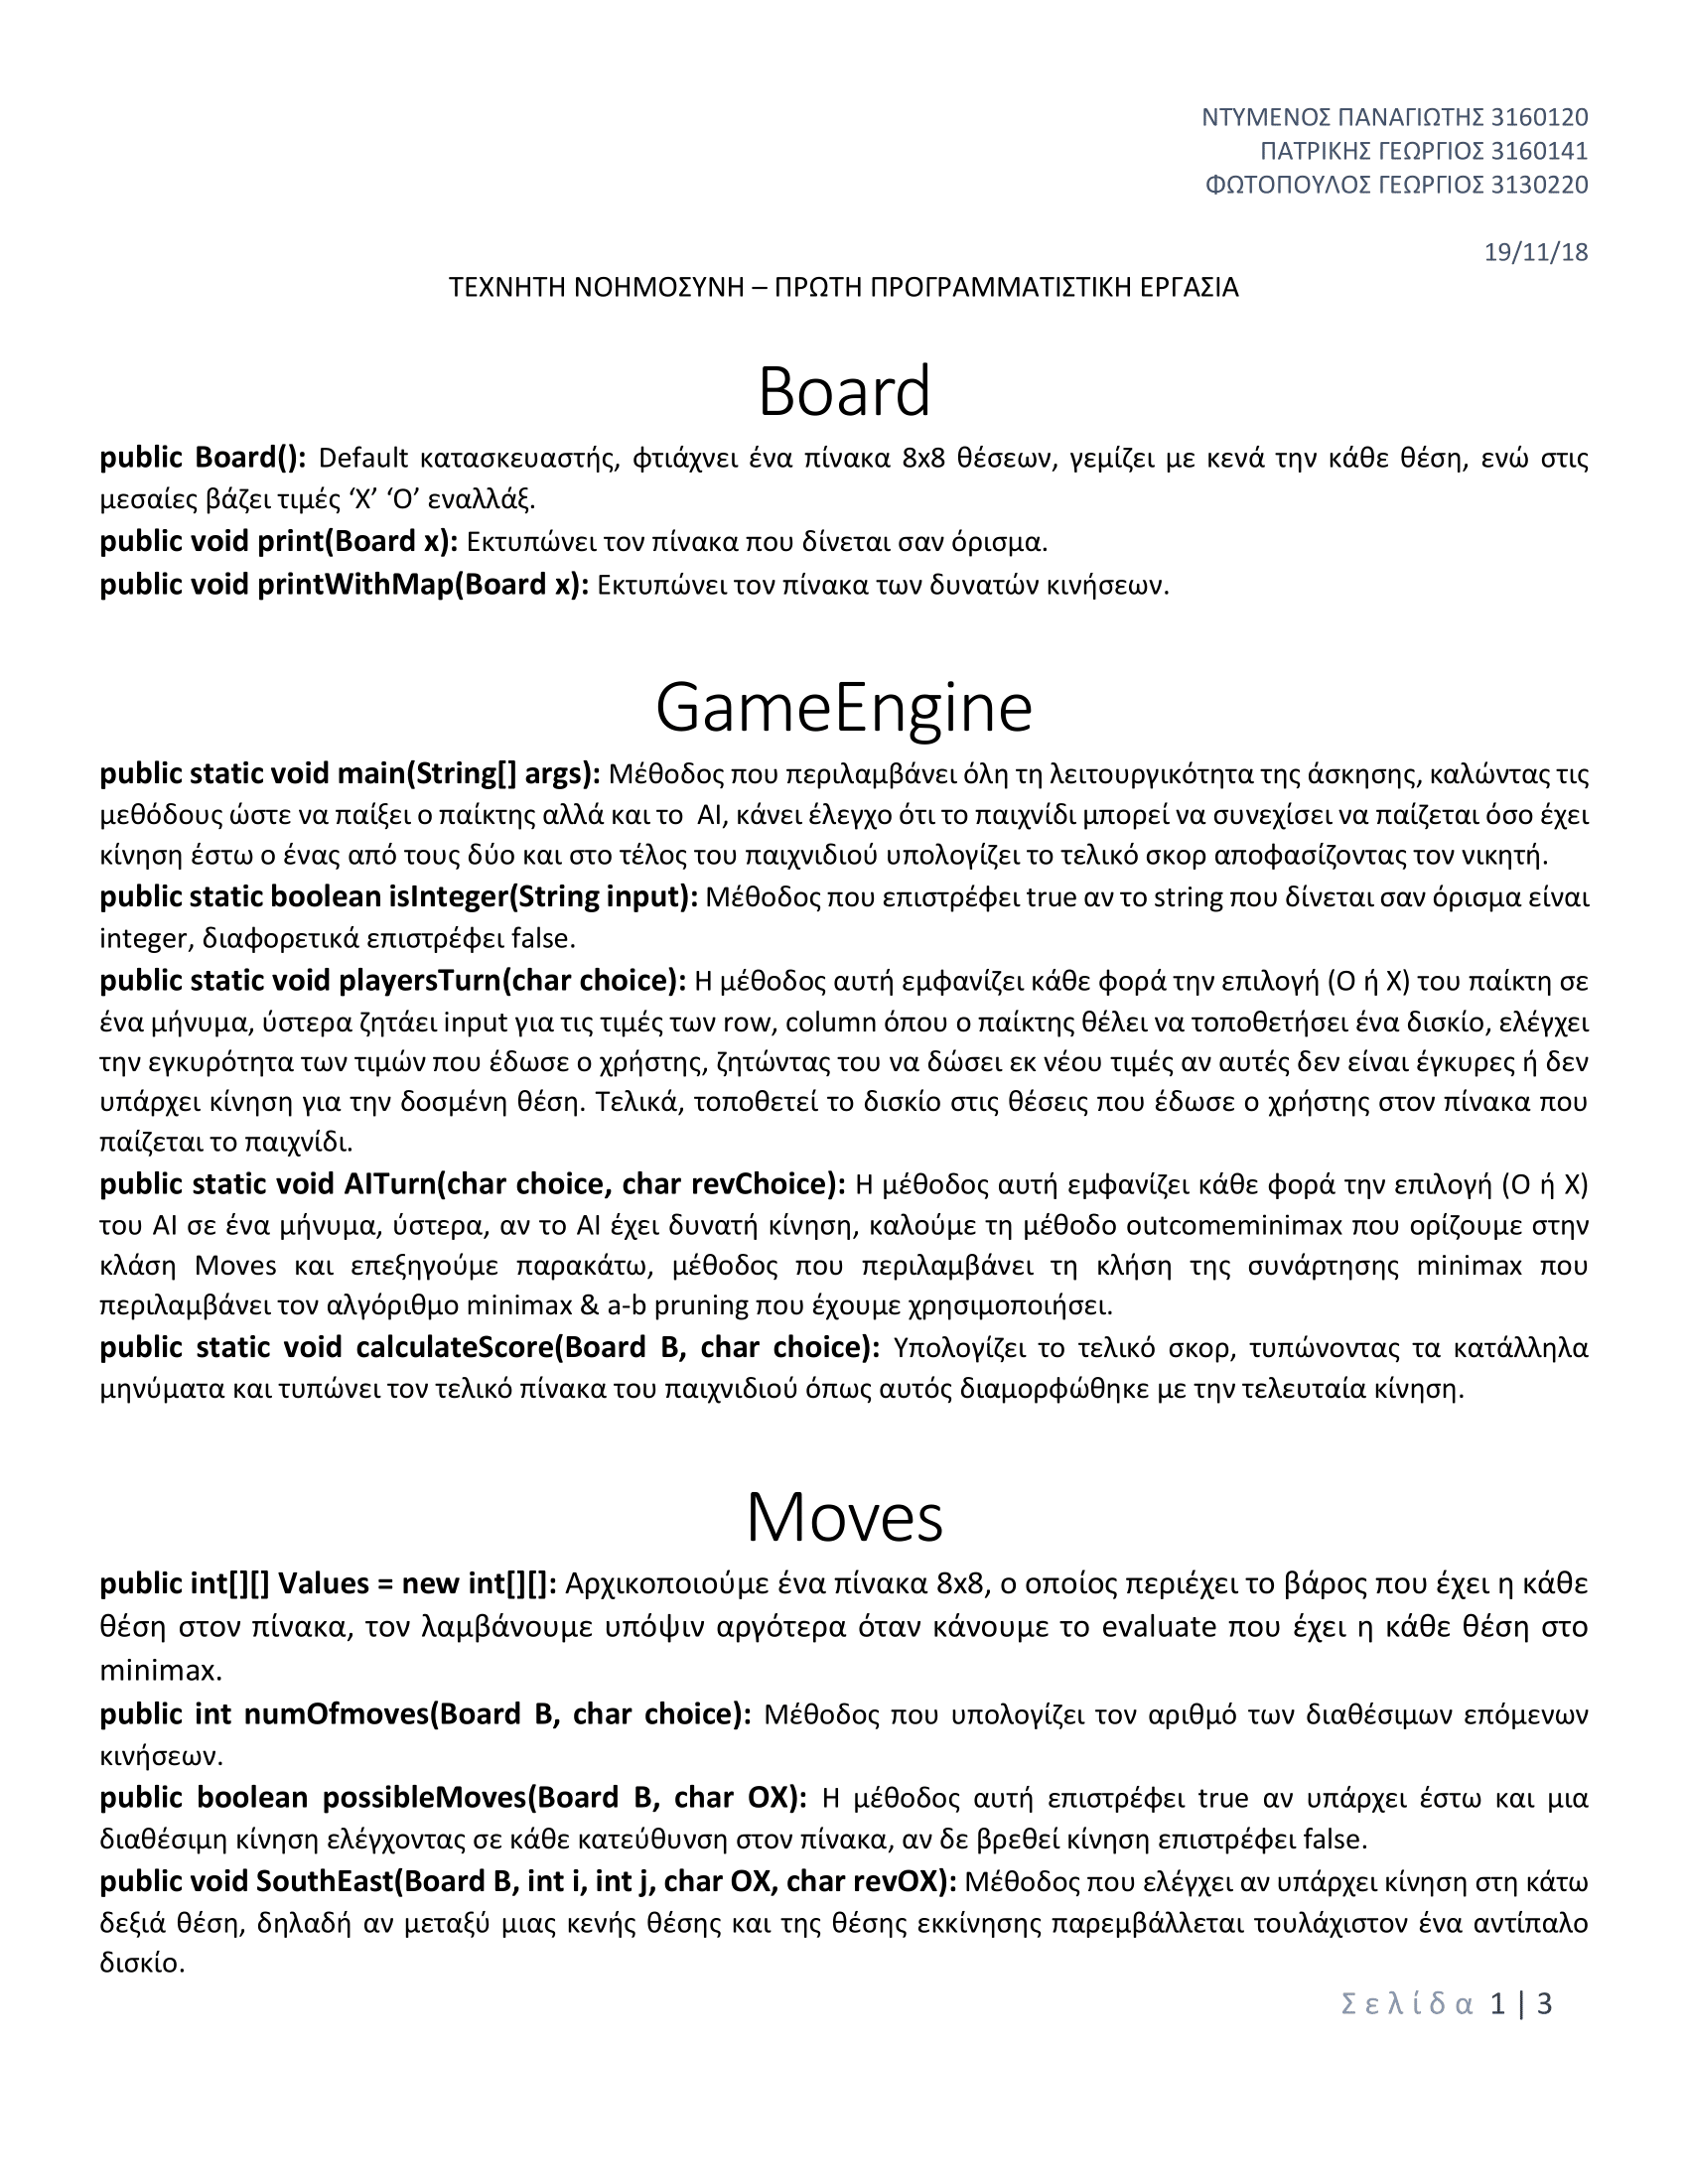 ΝΤΥΜΕΝΟΣ ΠΑΝΑΓΙΩΤΗΣ 3160120
ΠΑΤΡΙΚΗΣ ΓΕΩΡΓΙΟΣ 3160141
ΦΩΤΟΠΟΥΛΟΣ ΓΕΩΡΓΙΟΣ 3130220
19/11/18
ΤΕΧΝΗΤΗ ΝΟΗΜΟΣΥΝΗ – ΠΡΩΤΗ ΠΡΟΓΡΑΜΜΑΤΙΣΤΙΚΗ ΕΡΓΑΣΙΑ
Board
public Board(): Default κατασκευαστής, φτιάχνει ένα πίνακα 8x8 θέσεων, γεμίζει με κενά την κάθε θέση, ενώ στις
μεσαίες βάζει τιμές ‘Χ’ ‘Ο’ εναλλάξ.
public void print(Board x): Εκτυπώνει τον πίνακα που δίνεται σαν όρισμα.
public void printWithMap(Board x): Εκτυπώνει τον πίνακα των δυνατών κινήσεων.
GameEngine
public static void main(String[] args): Μέθοδος που περιλαμβάνει όλη τη λειτουργικότητα της άσκησης, καλώντας τις
μεθόδους ώστε να παίξει ο παίκτης αλλά και το  AI, κάνει έλεγχο ότι το παιχνίδι μπορεί να συνεχίσει να παίζεται όσο έχει
κίνηση έστω ο ένας από τους δύο και στο τέλος του παιχνιδιού υπολογίζει το τελικό σκορ αποφασίζοντας τον νικητή.
public static boolean isInteger(String input): Μέθοδος που επιστρέφει true αν το string που δίνεται σαν όρισμα είναι
integer, διαφορετικά επιστρέφει false.
public static void playersTurn(char choice): Η μέθοδος αυτή εμφανίζει κάθε φορά την επιλογή (Ο ή Χ) του παίκτη σε
ένα μήνυμα, ύστερα ζητάει input για τις τιμές των row, column όπου ο παίκτης θέλει να τοποθετήσει ένα δισκίο, ελέγχει
την εγκυρότητα των τιμών που έδωσε ο χρήστης, ζητώντας του να δώσει εκ νέου τιμές αν αυτές δεν είναι έγκυρες ή δεν
υπάρχει κίνηση για την δοσμένη θέση. Τελικά, τοποθετεί το δισκίο στις θέσεις που έδωσε ο χρήστης στον πίνακα που
παίζεται το παιχνίδι.
public static void AITurn(char choice, char revChoice): Η μέθοδος αυτή εμφανίζει κάθε φορά την επιλογή (Ο ή Χ)
του AI σε ένα μήνυμα, ύστερα, αν το AI έχει δυνατή κίνηση, καλούμε τη μέθοδο outcomeminimax που ορίζουμε στην
κλάση Moves και επεξηγούμε παρακάτω, μέθοδος που περιλαμβάνει τη κλήση της συνάρτησης minimax που
περιλαμβάνει τον αλγόριθμο minimax & a-b pruning που έχουμε χρησιμοποιήσει.
public static void calculateScore(Board B, char choice): Υπολογίζει το τελικό σκορ, τυπώνοντας τα κατάλληλα
μηνύματα και τυπώνει τον τελικό πίνακα του παιχνιδιού όπως αυτός διαμορφώθηκε με την τελευταία κίνηση.
Moves
public int[][] Values = new int[][]: Αρχικοποιούμε ένα πίνακα 8x8, ο οποίος περιέχει το βάρος που έχει η κάθε
θέση στον πίνακα, τον λαμβάνουμε υπόψιν αργότερα όταν κάνουμε το evaluate που έχει η κάθε θέση στο
minimax.
public int numOfmoves(Board B, char choice): Μέθοδος που υπολογίζει τον αριθμό των διαθέσιμων επόμενων
κινήσεων.
public boolean possibleMoves(Board B, char OX): Η μέθοδος αυτή επιστρέφει true αν υπάρχει έστω και μια
διαθέσιμη κίνηση ελέγχοντας σε κάθε κατεύθυνση στον πίνακα, αν δε βρεθεί κίνηση επιστρέφει false.
public void SouthEast(Board B, int i, int j, char OX, char revOX): Μέθοδος που ελέγχει αν υπάρχει κίνηση στη κάτω
δεξιά θέση, δηλαδή αν μεταξύ μιας κενής θέσης και της θέσης εκκίνησης παρεμβάλλεται τουλάχιστον ένα αντίπαλο
δισκίο.
Σελίδα 1 | 3